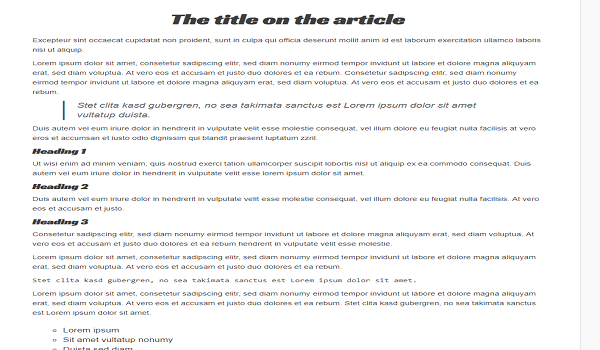 The title on the article
Excepteur sint occaecat cupidatat non proident, sunt in culpa qui officia deserunt mollit anim id est laborum exercitation ullamco laboris
nisi ut aliquip.
Lorem ipsum dolor sit amet, consetetur sadipscing elitr, sed diam nonumy eirmod tempor invidunt ut labore et dolore magna aliquyam
erat, sed diam voluptua. At vero eos et accusam et justo duo dolores et ea rebum. Consetetur sadipscing elitr, sed diam nonumy
eirmod tempor invidunt ut labore et dolore magna aliquyam erat, sed diam voluptua. At vero eos et accusam et justo duo dolores et ea
rebum.
Stet clita kasd gubergren, no sea takimata sanctus est Lorem ipsum dolor sit amet
vultatup duista.
Duis autem vel eum iriure dolor in hendrerit in vulputate velit esse molestie consequat, vel illum dolore eu feugiat nulla facilisis at vero
eos et accumsan et iusto odio dignissim qui blandit praesent luptatum zzril.
Heading 1
Ut wisi enim ad minim veniam, quis nostrud exerci tation ullamcorper suscipit lobortis nisl ut aliquip ex ea commodo consequat. Duis
autem vel eum iriure dolor in hendrerit in vulputate velit esse lorem ipsum dolor sit amet.
Heading 2
Duis autem vel eum iriure dolor in hendrerit in vulputate velit esse molestie consequat, vel illum dolore eu feugiat nulla facilisis. At vero
eos et accusam et justo.
Heading 3
Consetetur sadipscing elitr, sed diam nonumy eirmod tempor invidunt ut labore et dolore magna aliquyam erat, sed diam voluptua. At
vero eos et accusam et justo duo dolores et ea rebum hendrerit in vulputate velit esse molestie.
Lorem ipsum dolor sit amet, consetetur sadipscing elitr, sed diam nonumy eirmod tempor invidunt ut labore et dolore magna aliquyam
erat, sed diam voluptua. At vero eos et accusam et justo duo dolores et ea rebum.
Stet clita kasd gubergren, no sea takimata sanctus est Lorem ipsum dolor sit amet.
Lorem ipsum dolor sit amet, consetetur sadipscing elitr, sed diam nonumy eirmod tempor invidunt ut labore et dolore magna aliquyam
erat, sed diam voluptua. At vero eos et accusam et justo duo dolores et ea rebum. Stet clita kasd gubergren, no sea takimata sanctus
est Lorem ipsum dolor sit amet.
Lorem ipsum
Sit amet vultatup nonumy
Duista sed diam